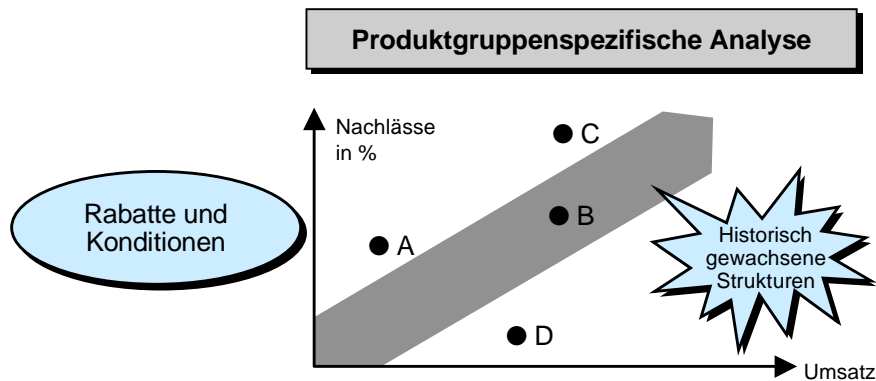 Produktgruppenspezifische Analyse
Nachlässe
in %
C
Rabatte und
Konditionen
A
B
Historisch
gewachsene
Strukturen
D
Umsatz